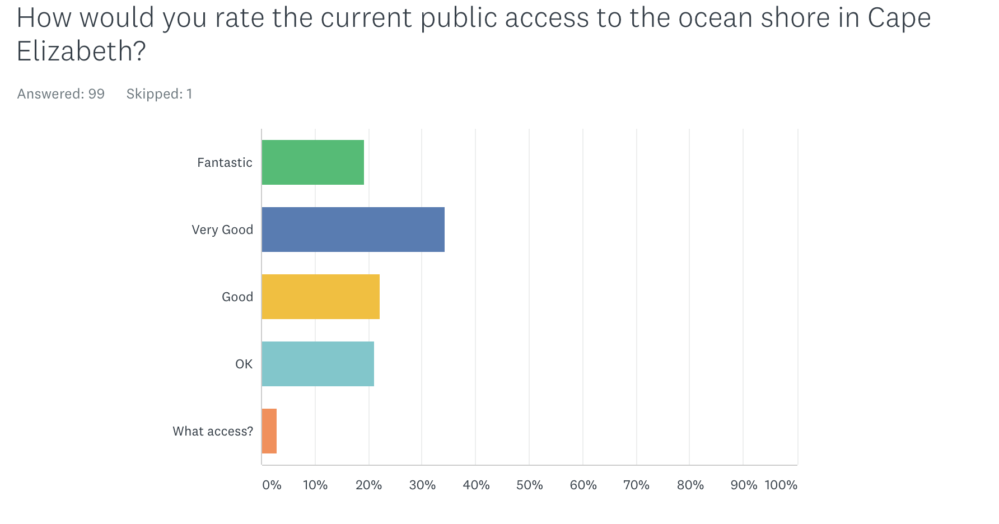 How would you rate the current public access to the ocean shore in Cape
Elizabeth?
Answered: 99 Skipped: 1
Fantastic
Very Good
Good
OK
What access?
0% 10% 20% 30% 40% 50% 60% 70% 80% 90% 100%